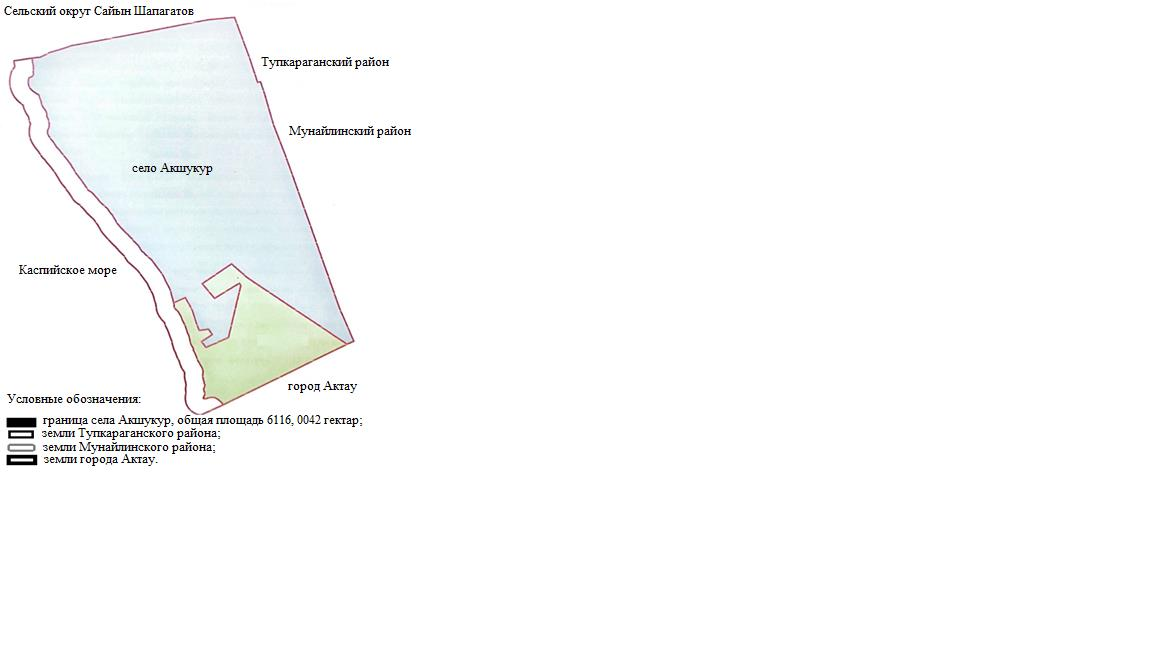 Сельский округ Сайын Шапагатов
Тупкараганский район
Мунайлинский район
село Акшукур
Каспийское море
город Актау
Условные обозначения:
граница села Акшукур, общая площадь 6116, 0042 гектар;
земли Тупкараганского района;
земли Мунайлинского района;
земли города Актау.